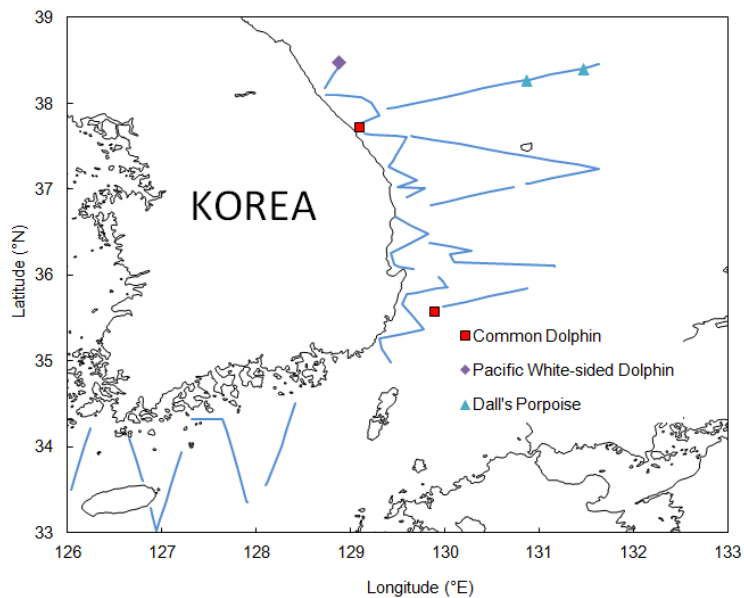 39
38
37
36
35
34
33
Latitude (°N)
KOREA
Common Dolphin
Pacific White-sided Dolphin
Dall's Porpoise
126
127
128
129
130
131
132
133
Longitude (°E)